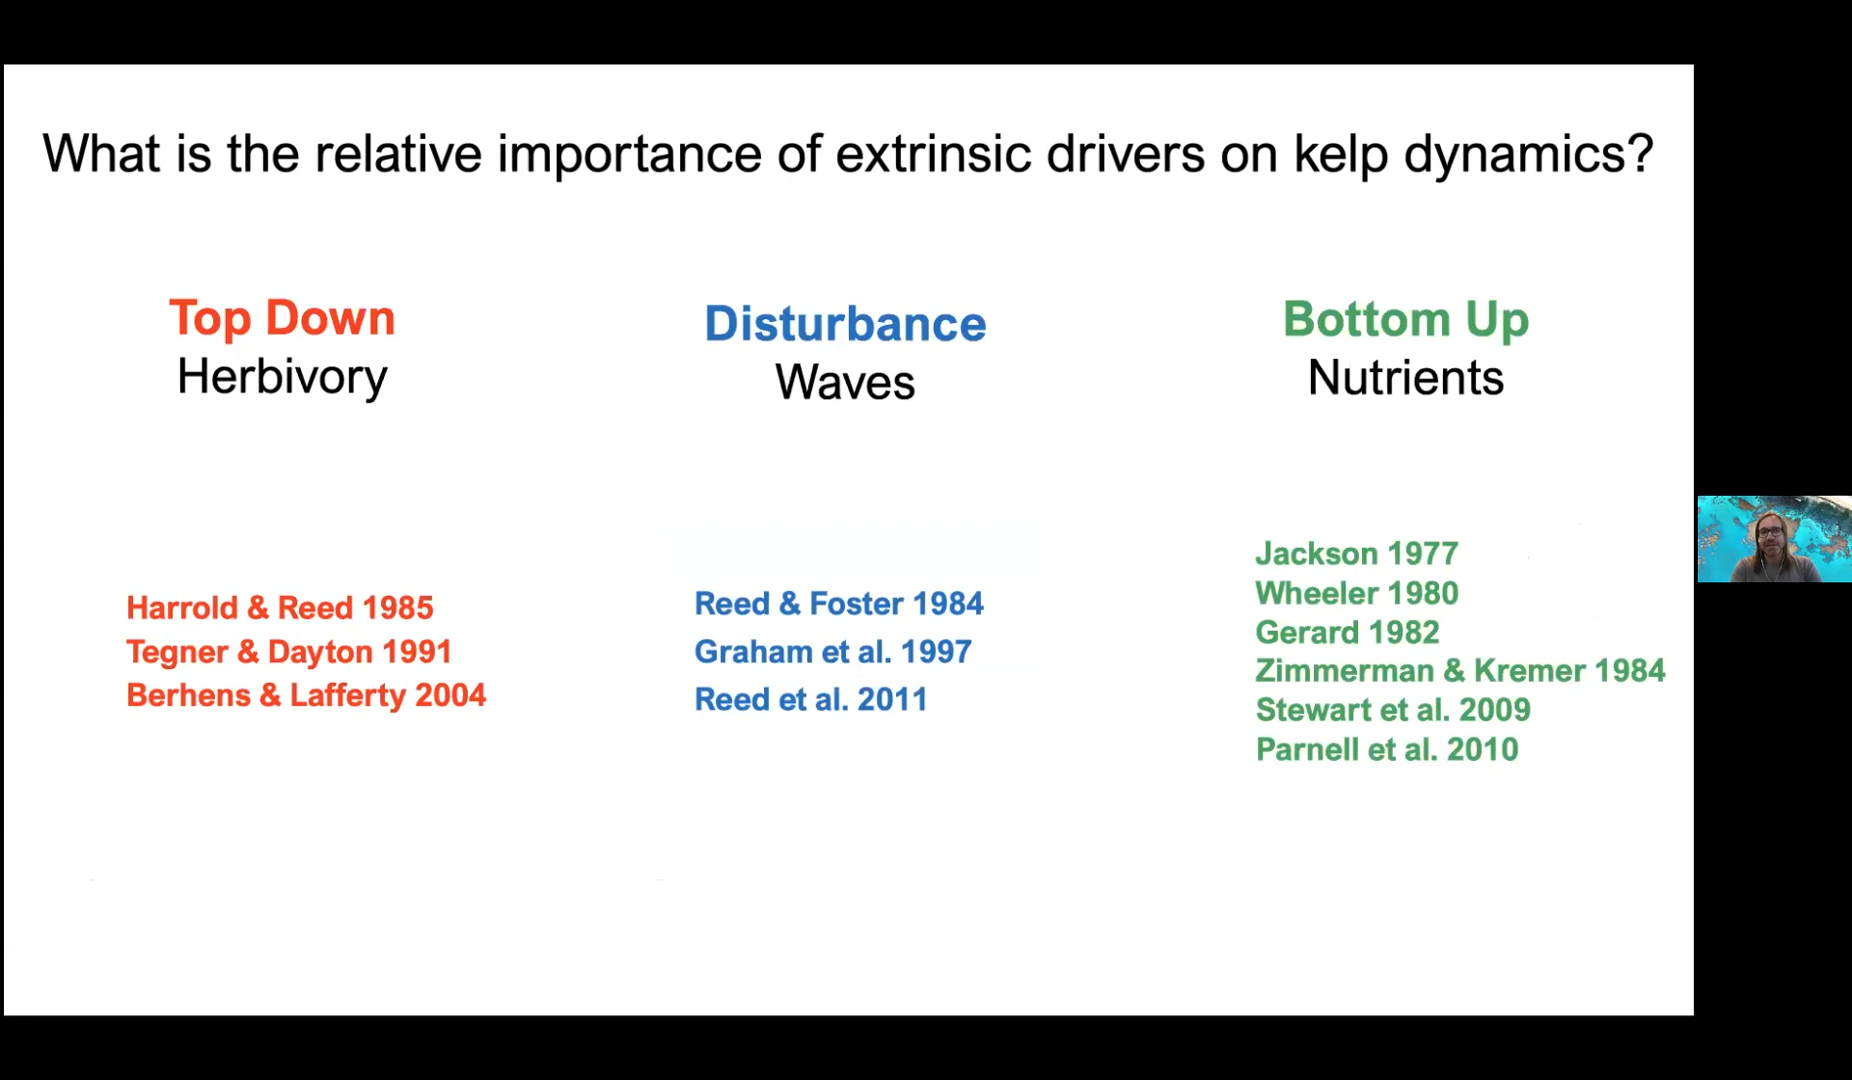 What is the relative importance of extrinsic drivers on kelp dynamics?
Top Down
Herbivory
Harrold & Reed 1985
Tegner & Dayton 1991
Berhens & Lafferty 2004
Disturbance
Waves
Reed & Foster 1984
Graham et al. 1997
Reed et al. 2011
Bottom Up
Nutrients
Jackson 1977
Wheeler 1980
Gerard 1982
Zimmerman & Kremer 1984
Stewart et al. 2009
Parnell et al. 2010